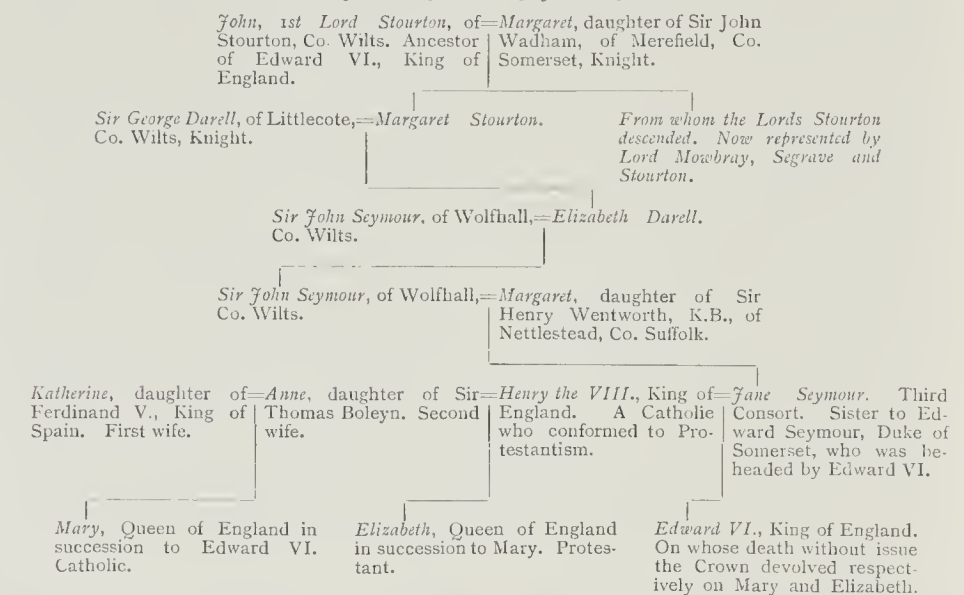 John, 1st Lord Stourton, of=Margaret, daughter of Sir John
Stourton, Co. Wilts. Ancestor Wadham, of Merefield, Co.
of Edward VI., King of Somerset, Knight.
England.
Sir George Darell, of Littlecote,=Margaret Stourton.
Co. Wilts, Knight.
From whom the Lords Stourton
descended. Now represented by
Lord Mowbray, Segrave and
Stourton.
Sir John Seymour, of Wolfhall,=Elizabeth Darell.
Co. Wilts.
Sir John Seymour, of Wolfhall,=Margaret, daughter of Sir
Co. Wilts. Henry Wentworth, K.B., of
Nettlestead, Co. Suffolk.
Katherine, daughter of=Anne, daughter of Sir=Henry the VIII., King of=Jane Seymour. Third
Ferdinand V., King of Thomas Boleyn. Second England. A Catholic Consort. Sister to Ed-
Spain. First wife. wife. who conformed to Pro- ward Seymour, Duke of
testantism. Somerset, who was be-
headed by Edward VI.
Mary, Queen of England in
succession to Edward VI.
Catholic.
Elizabeth, Queen of England
in succession to Mary. Protes-
tant.
Edward VI., King of England.
On whose death without issue
the Crown devolved respect-
ively on Mary and Elizabeth.